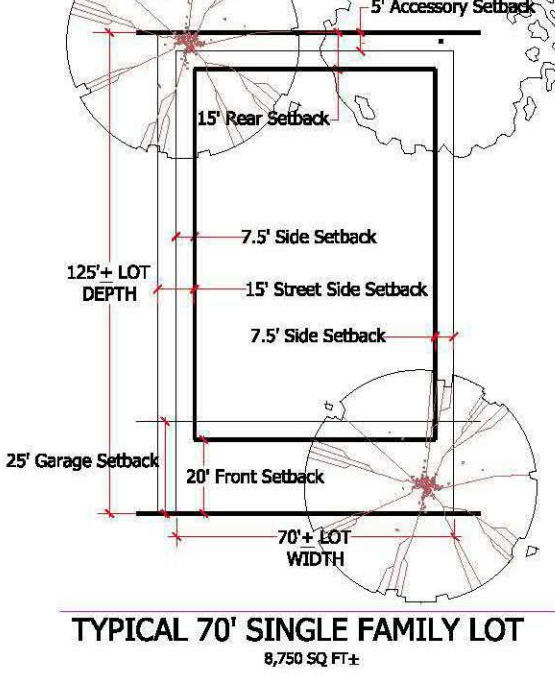 5' Accessory Setback
15' Rear Setback
7.5' Side Setback
125'± LOT
DEPTH
15' Street Side Setback
7.5' Side Setback
25' Garage Setback
20' Front Setback
70'± LOT
WIDTH
TYPICAL 70' SINGLE FAMILY LOT
8,750 SQ FT±